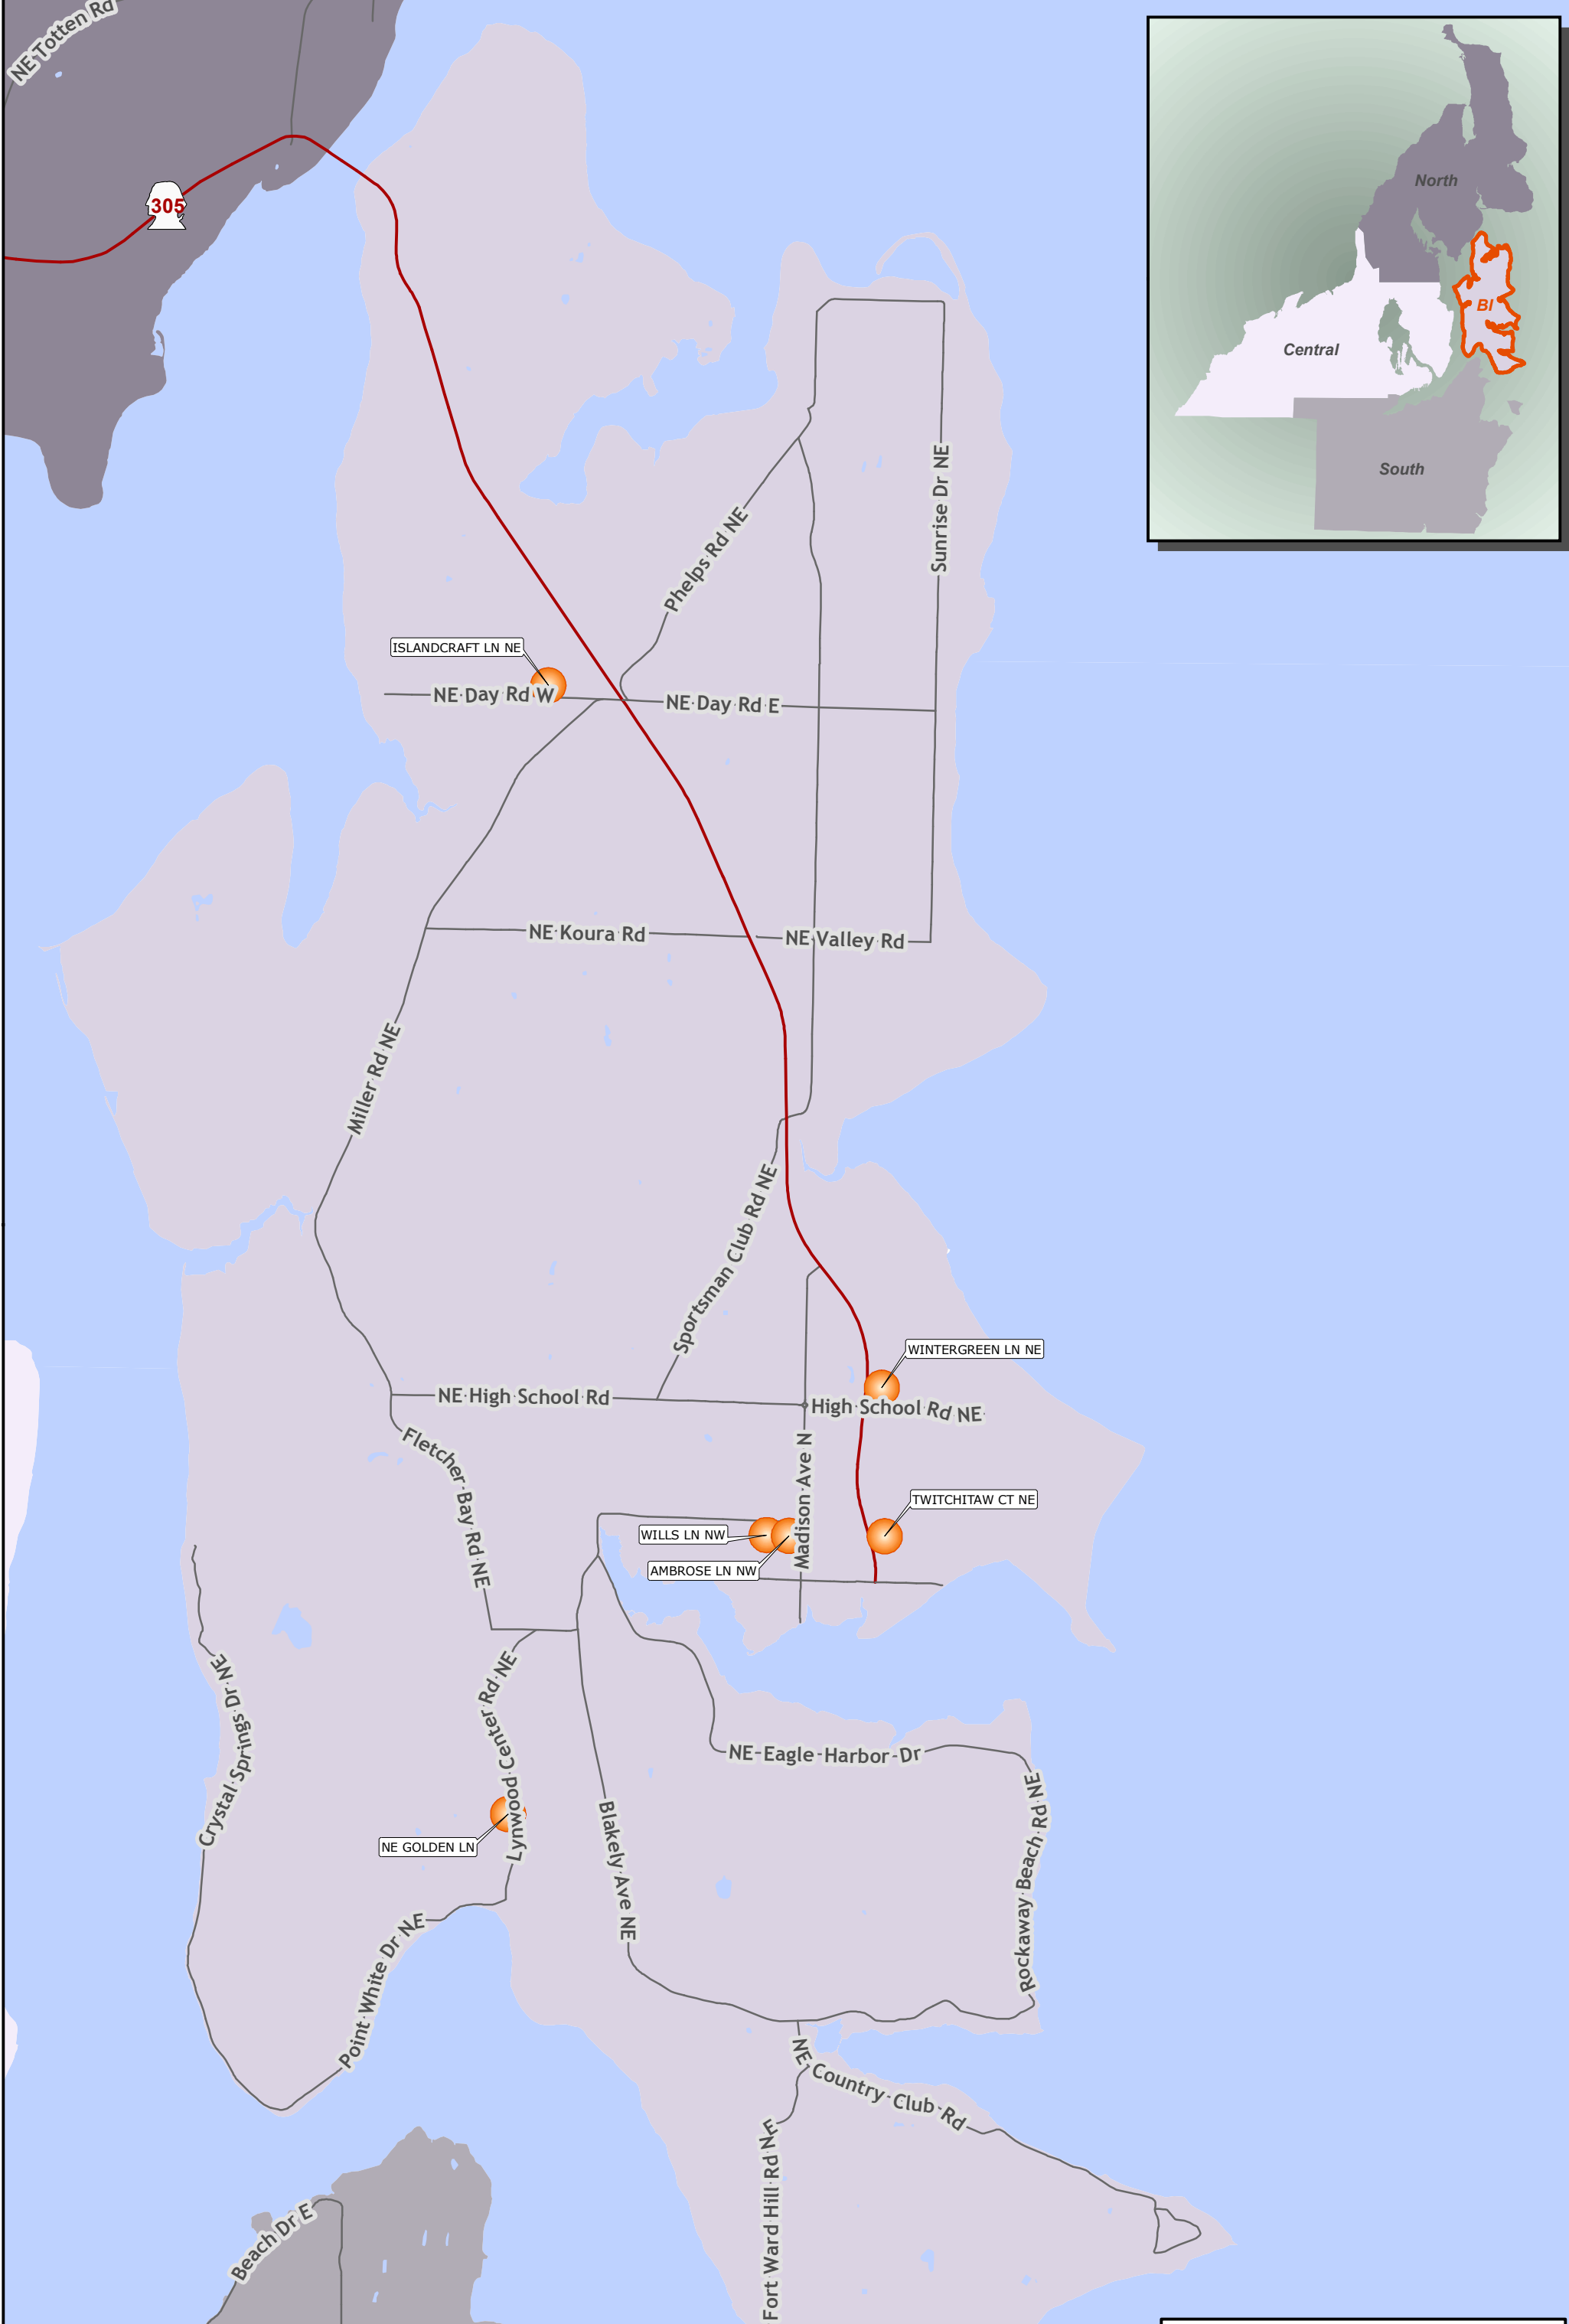 NE Totten Rd
305
North
BI
Central
South
Sunrise Dr NE
Phelps Rd NE
ISLANDCRAFT LN NE
NE Day Rd W
NE Day Rd E
NE Koura Rd
NE Valley Rd
Miller Rd NE
Sportsman Club Rd NE
WINTERGREEN LN NE
NE High School Rd
High School Rd NE
Fletcher Bay Rd NE
Madison Ave N
TWITCHITAW CT NE
WILLS LN NW
AMBROSE LN NW
Crystal Springs Dr NE
Lynwood Center Rd NE
NE Eagle Harbor Dr
Rockaway Beach Rd NE
Blakely Ave NE
NE GOLDEN LN
Point White Dr NE
NE Country Club Rd
Fort Ward Hill Rd NE
Beach Dr E